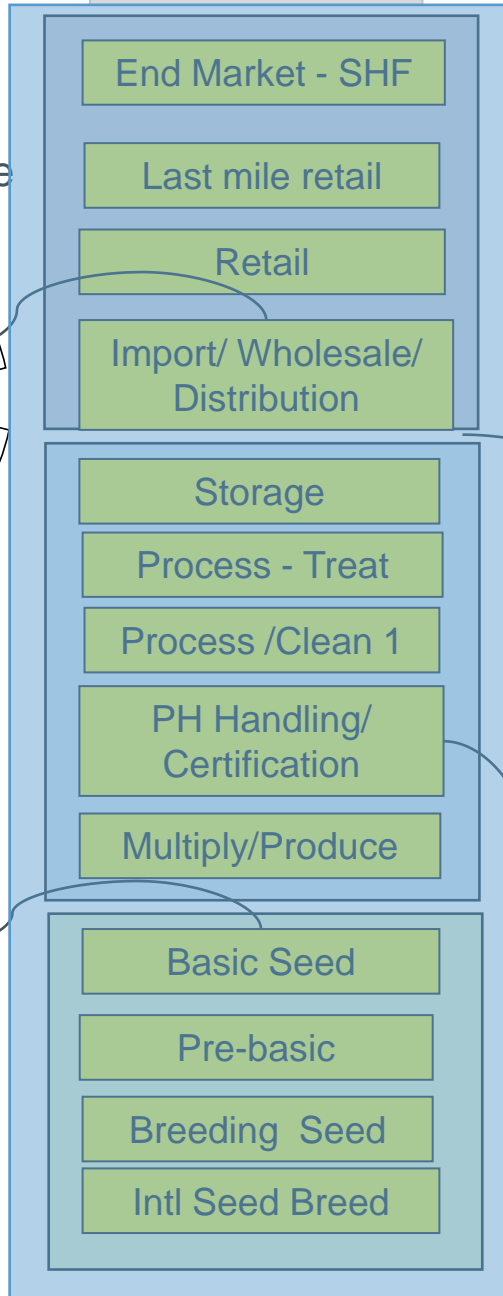 End Market - SHF
e
Last mile retail
Retail
Import/ Wholesale/
Distribution
Storage
Process - Treat
Process /Clean 1
PH Handling/
Certification
Multiply/Produce
Basic Seed
Pre-basic
Breeding  Seed
Intl Seed Breed